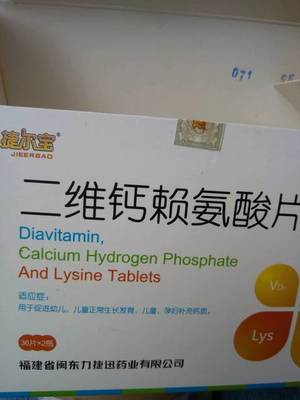 071
捷尔宝®
JIEERBAO
二维钙赖氨酸片
Diavitamin,
Calcium Hydrogen Phosphate
And Lysine Tablets
适应症:
用于促进幼儿、儿童正常生长发育,儿童、孕妇补充钙质。
VD₂
Lys
36片×2瓶
福建省闽东力捷迅药业有限公司